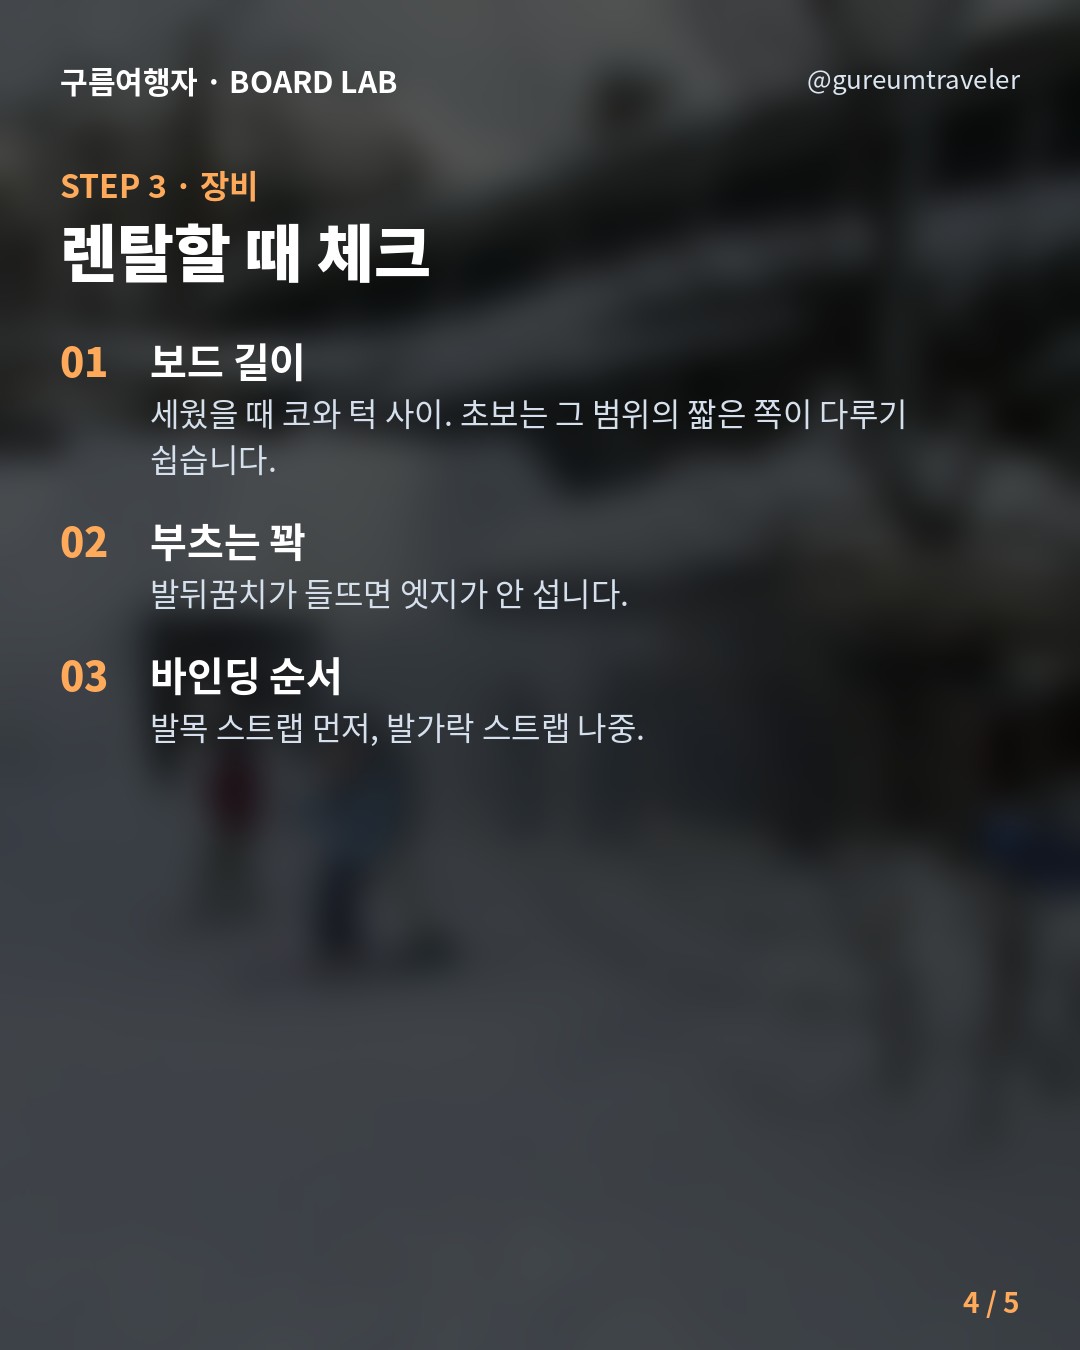 구름여행자 · BOARD LAB
@gureumtraveler
STEP 3 · 장비
렌탈할 때 체크
01 보드 길이
세웠을 때 코와 턱 사이. 초보는 그 범위의 짧은 쪽이 다루기
쉽습니다.
02 부츠는 꽉
발뒤꿈치가 들뜨면 엣지가 안 섭니다.
03 바인딩 순서
발목 스트랩 먼저, 발가락 스트랩 나중.
4 / 5